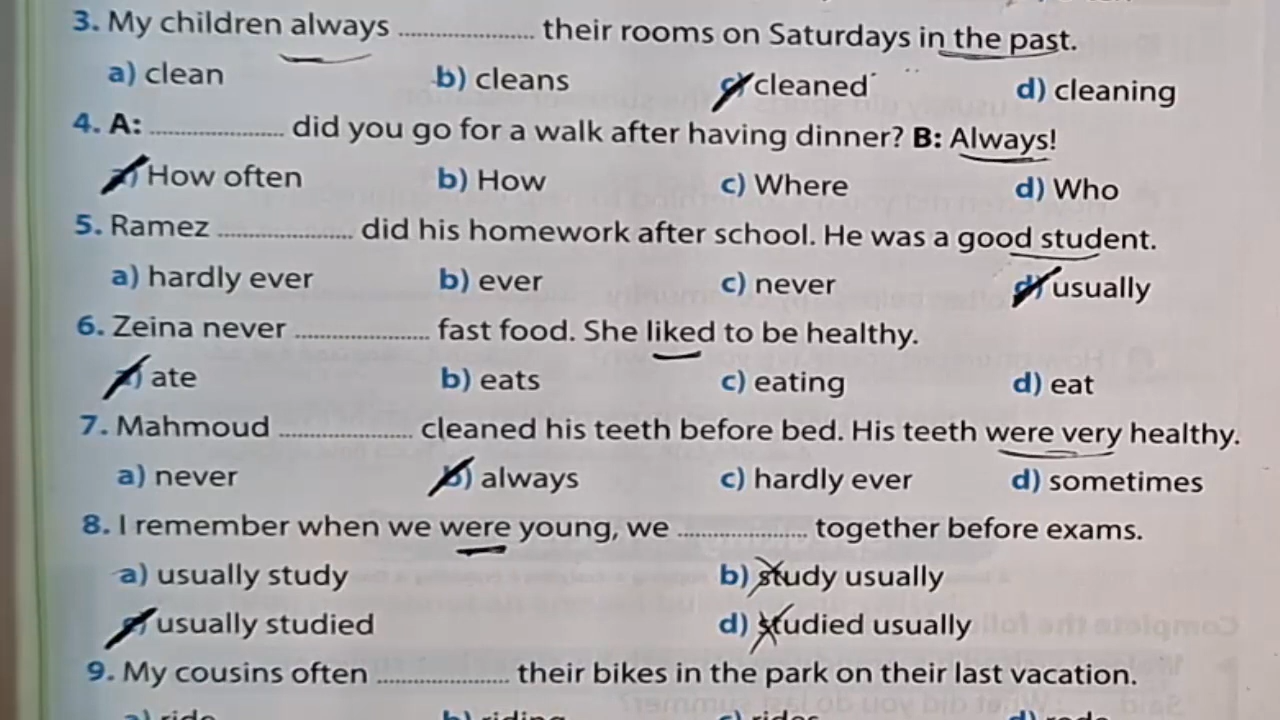 3. My children always .................... their rooms on Saturdays in the past.
a) clean b) cleans c) cleaned d) cleaning
4. A: .................... did you go for a walk after having dinner? B: Always!
a) How often b) How c) Where d) Who
5. Ramez .................... did his homework after school. He was a good student.
a) hardly ever b) ever c) never d) usually
6. Zeina never .................... fast food. She liked to be healthy.
a) ate b) eats c) eating d) eat
7. Mahmoud .................... cleaned his teeth before bed. His teeth were very healthy.
a) never b) always c) hardly ever d) sometimes
8. I remember when we were young, we .................... together before exams.
a) usually study b) study usually
c) usually studied d) studied usually
9. My cousins often .................... their bikes in the park on their last vacation.
a) ride b) riding c) rides d) rode